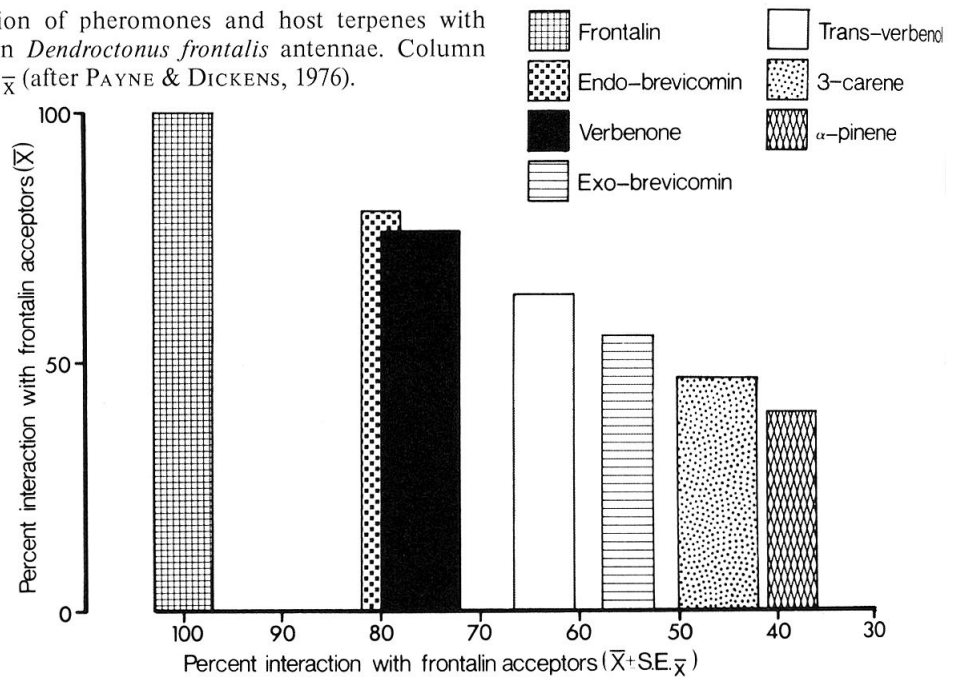 ion of pheromones and host terpenes with
n Dendroctonus frontalis antennae. Column
x̅ (after PAYNE & DICKENS, 1976).
Frontalin
Endo-brevicomin
Verbenone
Exo-brevicomin
Trans-verbenol
3-carene
α-pinene
Percent interaction with frontalin acceptors (X̅)
100
50
0
100 90 80 70 60 50 40 30
Percent interaction with frontalin acceptors (X̅+S.E.x̅)